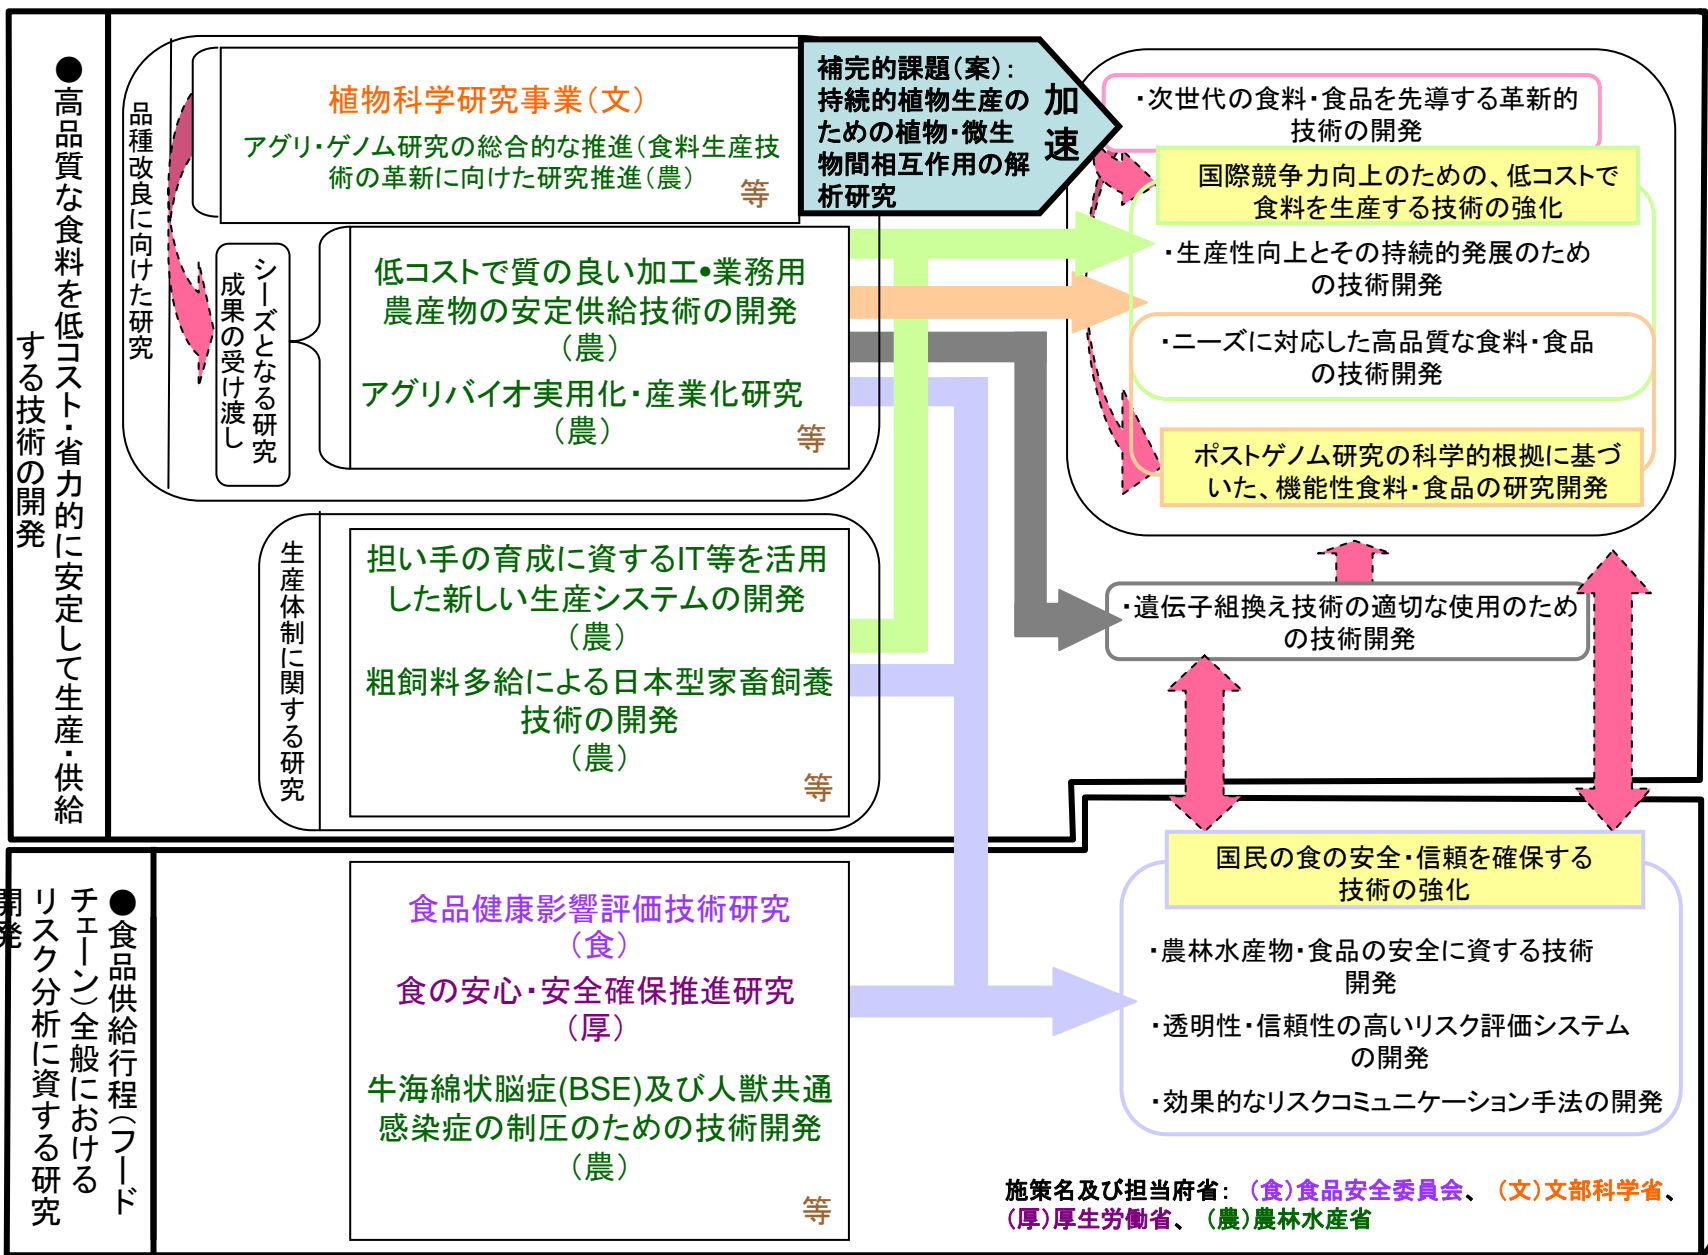 ●高品質な食料を低コスト・省力的に安定して生産・供給
する技術の開発
品種改良に向けた研究
植物科学研究事業(文)
アグリ・ゲノム研究の総合的な推進(食料生産技
術の革新に向けた研究推進(農)
等
補完的課題(案):
持続的植物生産の
ための植物・微生
物間相互作用の解
析研究
加速
シーズとなる研究
成果の受け渡し
低コストで質の良い加工•業務用
農産物の安定供給技術の開発
(農)
アグリバイオ実用化・産業化研究
(農)
等
・次世代の食料・食品を先導する革新的
技術の開発
国際競争力向上のための、低コストで
食料を生産する技術の強化
・生産性向上とその持続的発展のため
の技術開発
・ニーズに対応した高品質な食料・食品
の技術開発
ポストゲノム研究の科学的根拠に基づ
いた、機能性食料・食品の研究開発
生産体制に関する研究
担い手の育成に資するIT等を活用
した新しい生産システムの開発
(農)
粗飼料多給による日本型家畜飼養
技術の開発
(農)
等
・遺伝子組換え技術の適切な使用のため
の技術開発
●食品供給行程(フード
チェーン)全般における
リスク分析に資する研究
開発
食品健康影響評価技術研究
(食)
食の安心・安全確保推進研究
(厚)
牛海綿状脳症(BSE)及び人獣共通
感染症の制圧のための技術開発
(農)
等
国民の食の安全・信頼を確保する
技術の強化
・農林水産物・食品の安全に資する技術
開発
・透明性・信頼性の高いリスク評価システム
の開発
・効果的なリスクコミュニケーション手法の開発
施策名及び担当府省: (食)食品安全委員会、 (文)文部科学省、
(厚)厚生労働省、 (農)農林水産省